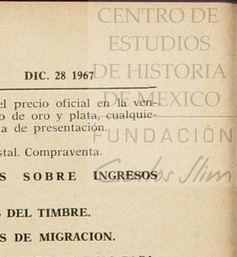 CENTRO DE
ESTUDIOS
DE HISTORIA
DE MEXICO
FUNDACIÓN
Carlos Slim
DIC. 28 1967
el precio oficial en la ven-
o de oro y plata, cualquie-
a de presentación.
stal. Compraventa.
S SOBRE INGRESOS
DEL TIMBRE.
S DE MIGRACION.